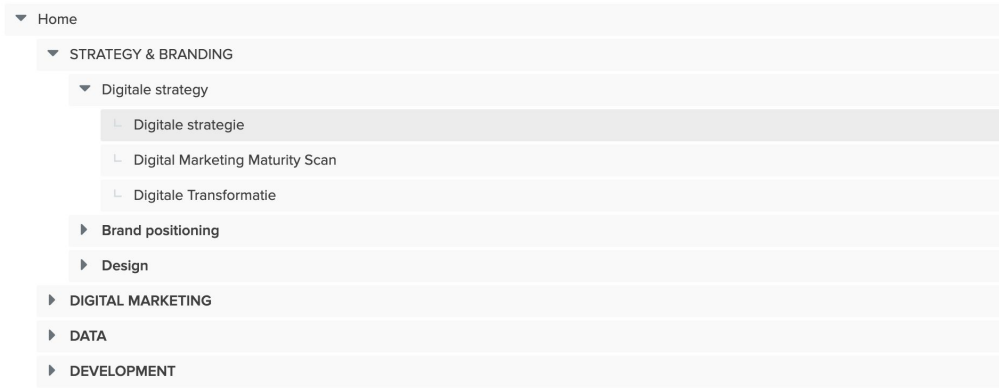 Home
STRATEGY & BRANDING
Digitale strategy
Digitale strategie
Digital Marketing Maturity Scan
Digitale Transformatie
Brand positioning
Design
DIGITAL MARKETING
DATA
DEVELOPMENT